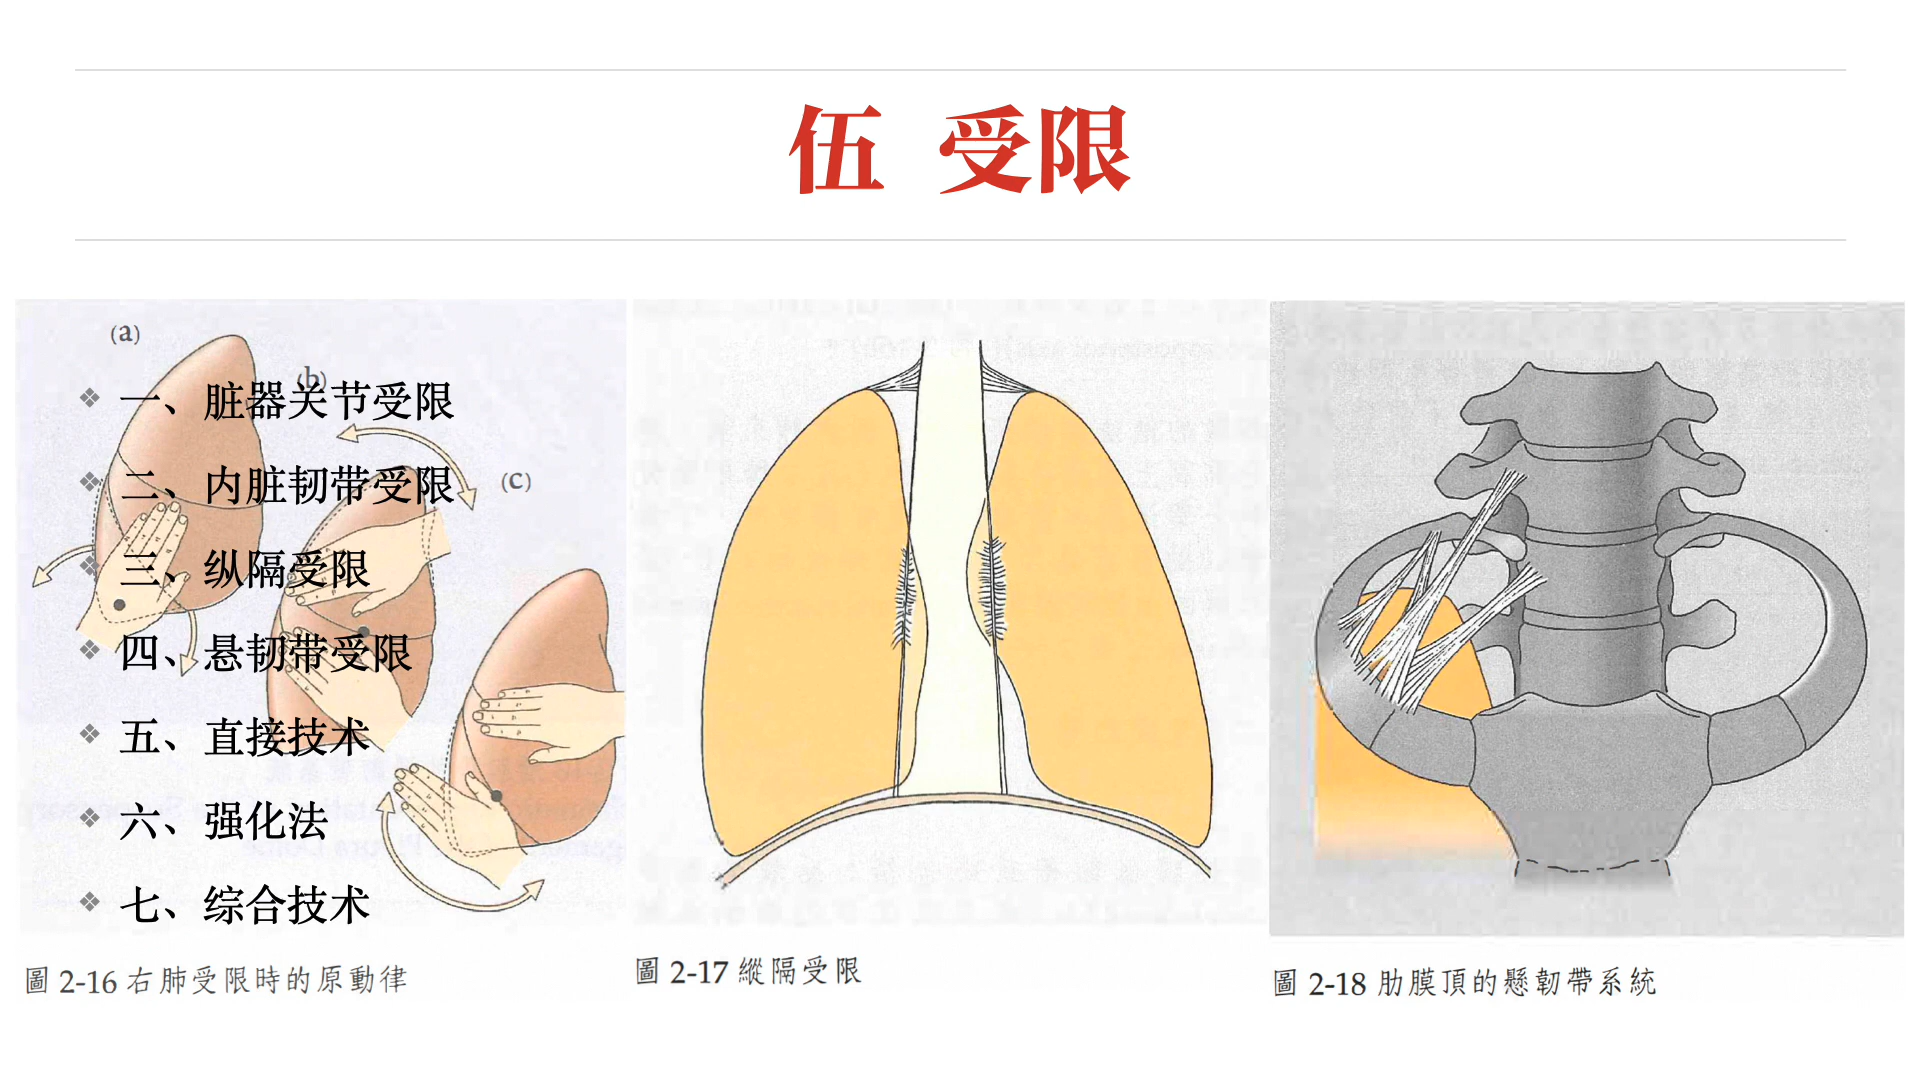 伍 受限
(a)
(b)
(c)
一、脏器关节受限
二、内脏韧带受限
三、纵隔受限
四、悬韧带受限
五、直接技术
六、强化法
七、综合技术
圖 2-16 右肺受限時的原動律
圖 2-17 縱隔受限
圖 2-18 肋膜頂的懸韌帶系統